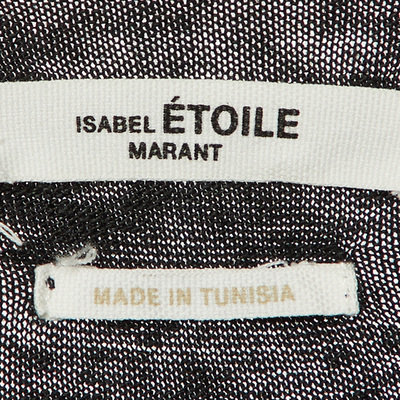 ISABEL ÉTOILE
MARANT
MADE IN TUNISIA